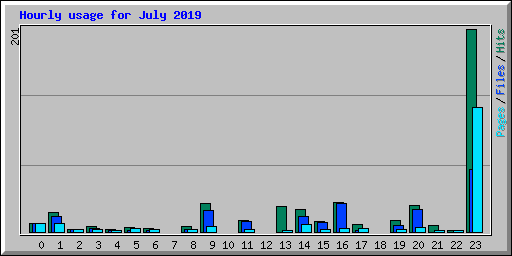 Hourly usage for July 2019
201
Pages / Files / Hits
0 1 2 3 4 5 6 7 8 9 10 11 12 13 14 15 16 17 18 19 20 21 22 23